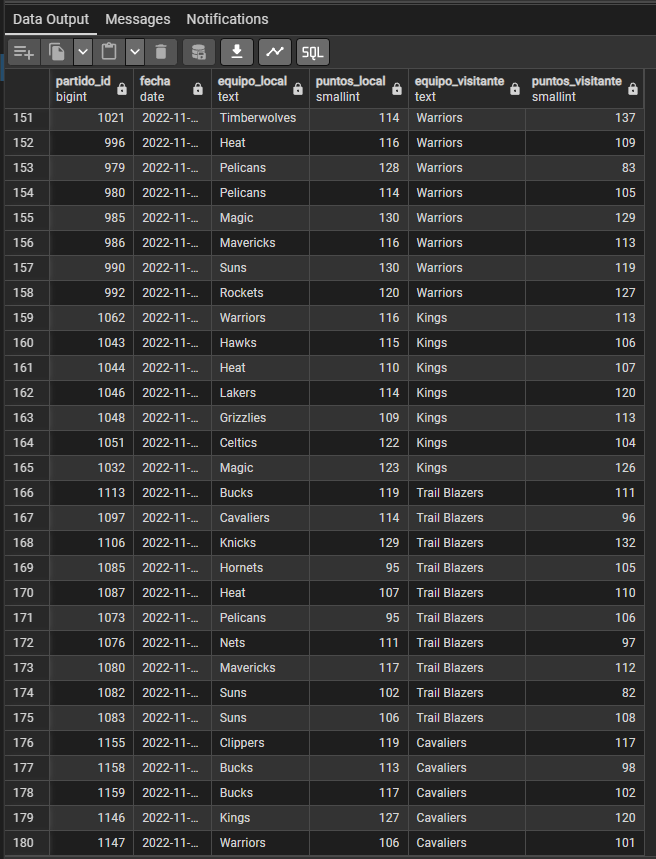 Data Output Messages Notifications
SQL
partido_id fecha equipo_local puntos_local equipo_visitante puntos_visitante
bigint date text smallint text smallint
151 1021 2022-11-... Timberwolves 114 Warriors 137
152 996 2022-11-... Heat 116 Warriors 109
153 979 2022-11-... Pelicans 128 Warriors 83
154 980 2022-11-... Pelicans 114 Warriors 105
155 985 2022-11-... Magic 130 Warriors 129
156 986 2022-11-... Mavericks 116 Warriors 113
157 990 2022-11-... Suns 130 Warriors 119
158 992 2022-11-... Rockets 120 Warriors 127
159 1062 2022-11-... Warriors 116 Kings 113
160 1043 2022-11-... Hawks 115 Kings 106
161 1044 2022-11-... Heat 110 Kings 107
162 1046 2022-11-... Lakers 114 Kings 120
163 1048 2022-11-... Grizzlies 109 Kings 113
164 1051 2022-11-... Celtics 122 Kings 104
165 1032 2022-11-... Magic 123 Kings 126
166 1113 2022-11-... Bucks 119 Trail Blazers 111
167 1097 2022-11-... Cavaliers 114 Trail Blazers 96
168 1106 2022-11-... Knicks 129 Trail Blazers 132
169 1085 2022-11-... Hornets 95 Trail Blazers 105
170 1087 2022-11-... Heat 107 Trail Blazers 110
171 1073 2022-11-... Pelicans 95 Trail Blazers 106
172 1076 2022-11-... Nets 111 Trail Blazers 97
173 1080 2022-11-... Mavericks 117 Trail Blazers 112
174 1082 2022-11-... Suns 102 Trail Blazers 82
175 1083 2022-11-... Suns 106 Trail Blazers 108
176 1155 2022-11-... Clippers 119 Cavaliers 117
177 1158 2022-11-... Bucks 113 Cavaliers 98
178 1159 2022-11-... Bucks 117 Cavaliers 102
179 1146 2022-11-... Kings 127 Cavaliers 120
180 1147 2022-11-... Warriors 106 Cavaliers 101